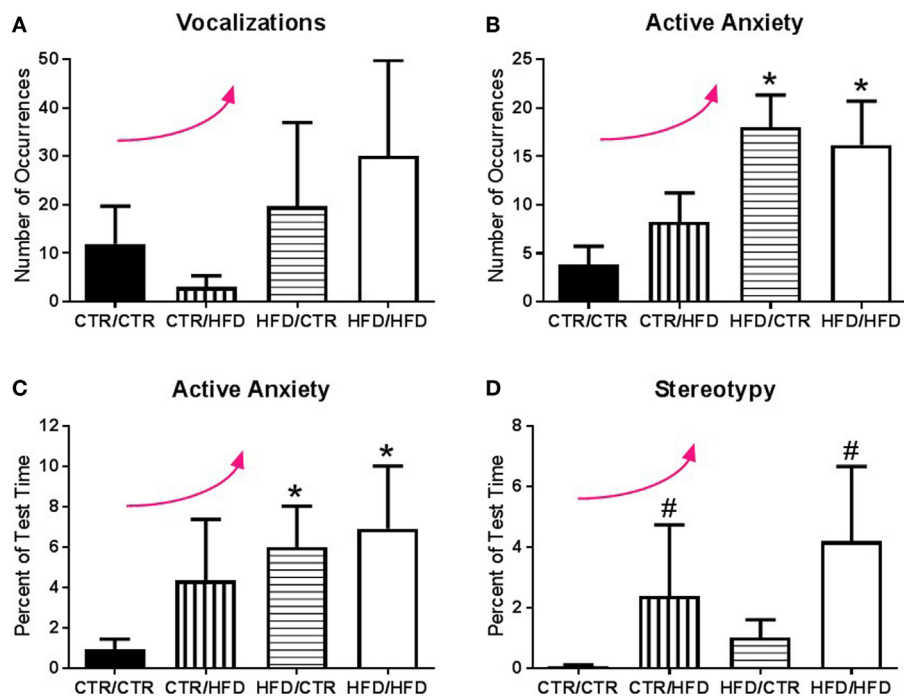 A
Vocalizations
Number of Occurrences
50
40
30
20
10
0
CTR/CTR CTR/HFD HFD/CTR HFD/HFD
B
Active Anxiety
Number of Occurrences
25
20
15
10
5
0
* *
CTR/CTR CTR/HFD HFD/CTR HFD/HFD
C
Active Anxiety
Percent of Test Time
12
10
8
6
4
2
0
* *
CTR/CTR CTR/HFD HFD/CTR HFD/HFD
D
Stereotypy
Percent of Test Time
8
6
4
2
0
# #
CTR/CTR CTR/HFD HFD/CTR HFD/HFD